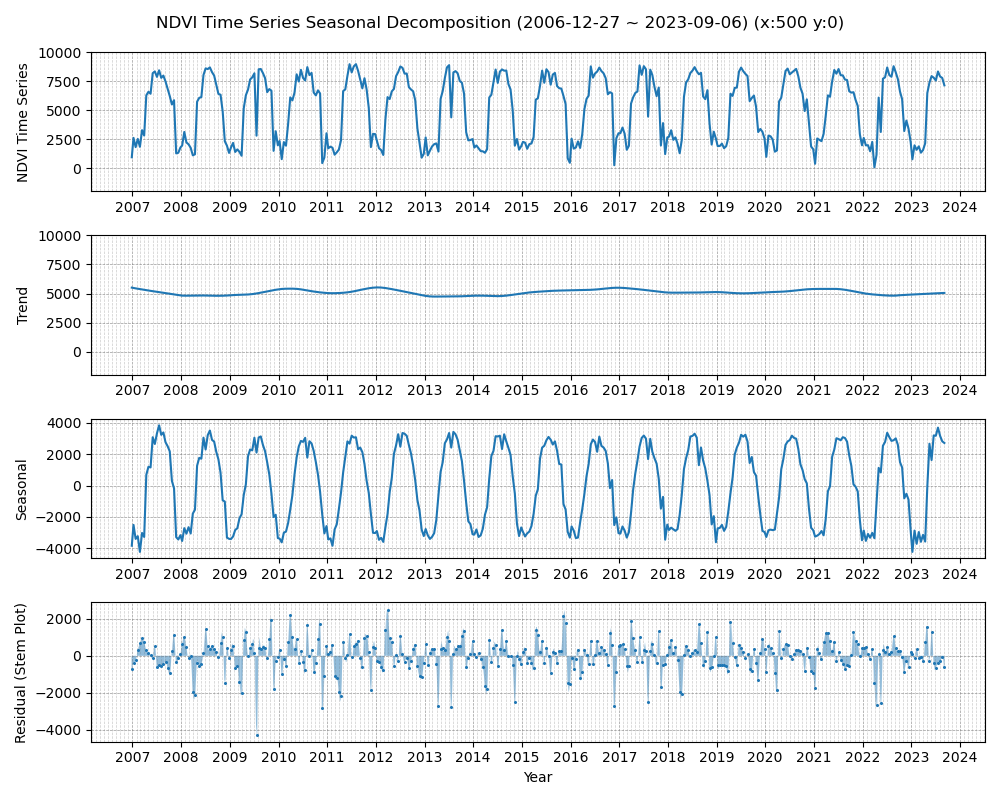 NDVI Time Series Seasonal Decomposition (2006-12-27 ~ 2023-09-06) (x:500 y:0)
NDVI Time Series
10000
7500
5000
2500
0
2007 2008 2009 2010 2011 2012 2013 2014 2015 2016 2017 2018 2019 2020 2021 2022 2023 2024
Trend
10000
7500
5000
2500
0
2007 2008 2009 2010 2011 2012 2013 2014 2015 2016 2017 2018 2019 2020 2021 2022 2023 2024
Seasonal
4000
2000
0
−2000
−4000
2007 2008 2009 2010 2011 2012 2013 2014 2015 2016 2017 2018 2019 2020 2021 2022 2023 2024
Residual (Stem Plot)
2000
0
−2000
−4000
2007 2008 2009 2010 2011 2012 2013 2014 2015 2016 2017 2018 2019 2020 2021 2022 2023 2024
Year